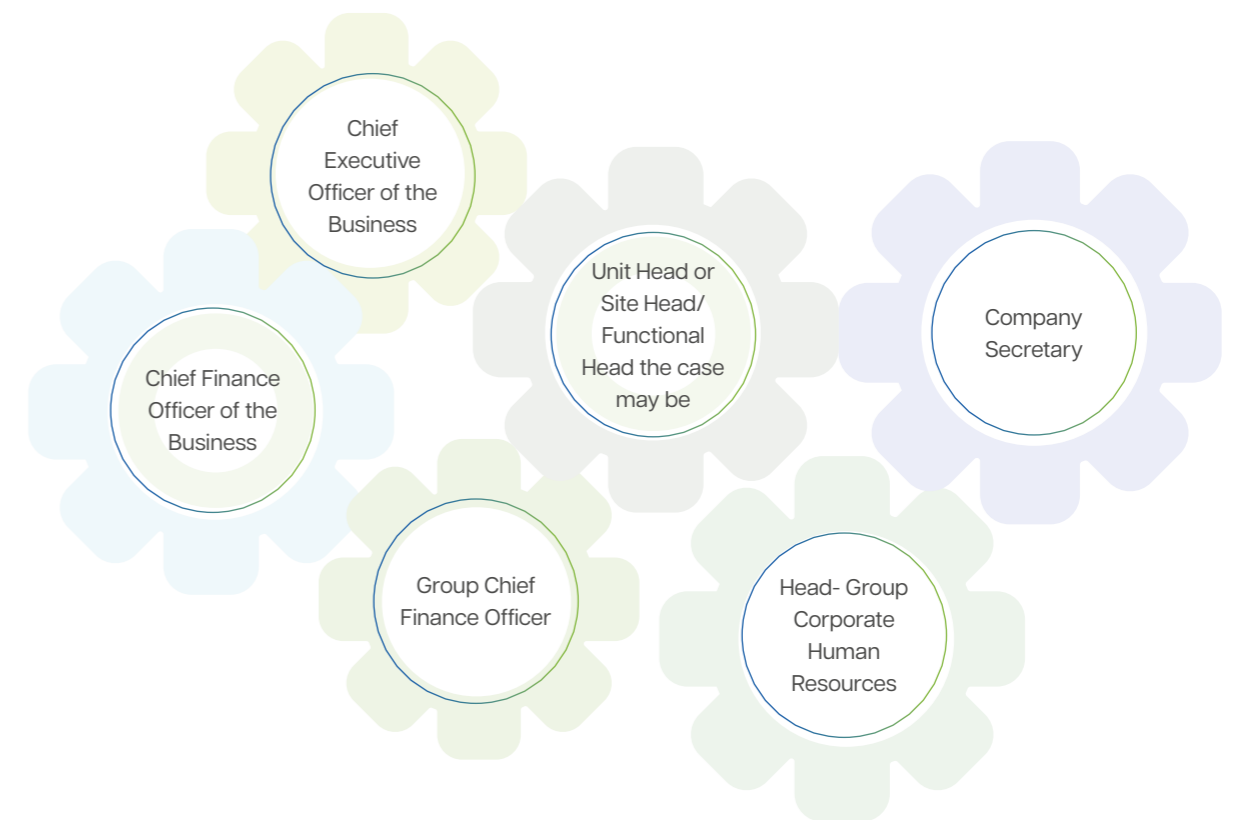 Chief
Executive
Officer of the
Business
Unit Head or
Site Head/
Functional
Head the case
may be
Company
Secretary
Chief Finance
Officer of the
Business
Group Chief
Finance Officer
Head- Group
Corporate
Human
Resources